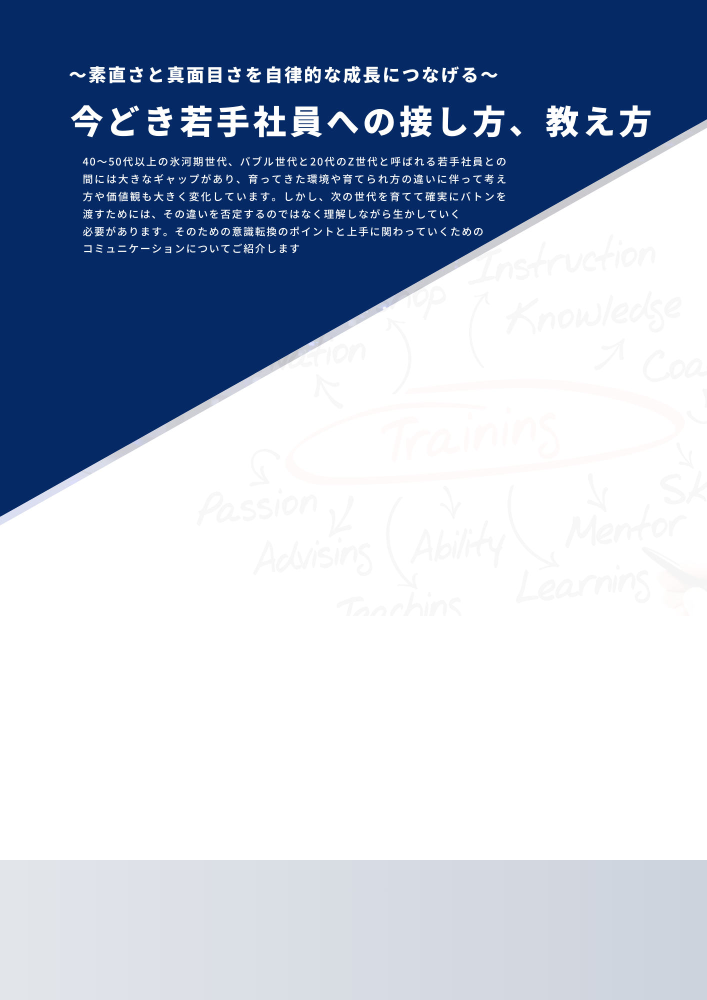 ～素直さと真面目さを自律的な成長につなげる～
今どき若手社員への接し方、教え方
40～50代以上の氷河期世代、バブル世代と20代のZ世代と呼ばれる若手社員との
間には大きなギャップがあり、育ってきた環境や育てられ方の違いに伴って考え
方や価値観も大きく変化しています。しかし、次の世代を育てて確実にバトンを
渡すためには、その違いを否定するのではなく理解しながら生かしていく
必要があります。そのための意識転換のポイントと上手に関わっていくための
コミュニケーションについてご紹介します
Instruction
Knowledge
Training
Passion
Mentor
Advising
Ability
Learning
Teaching